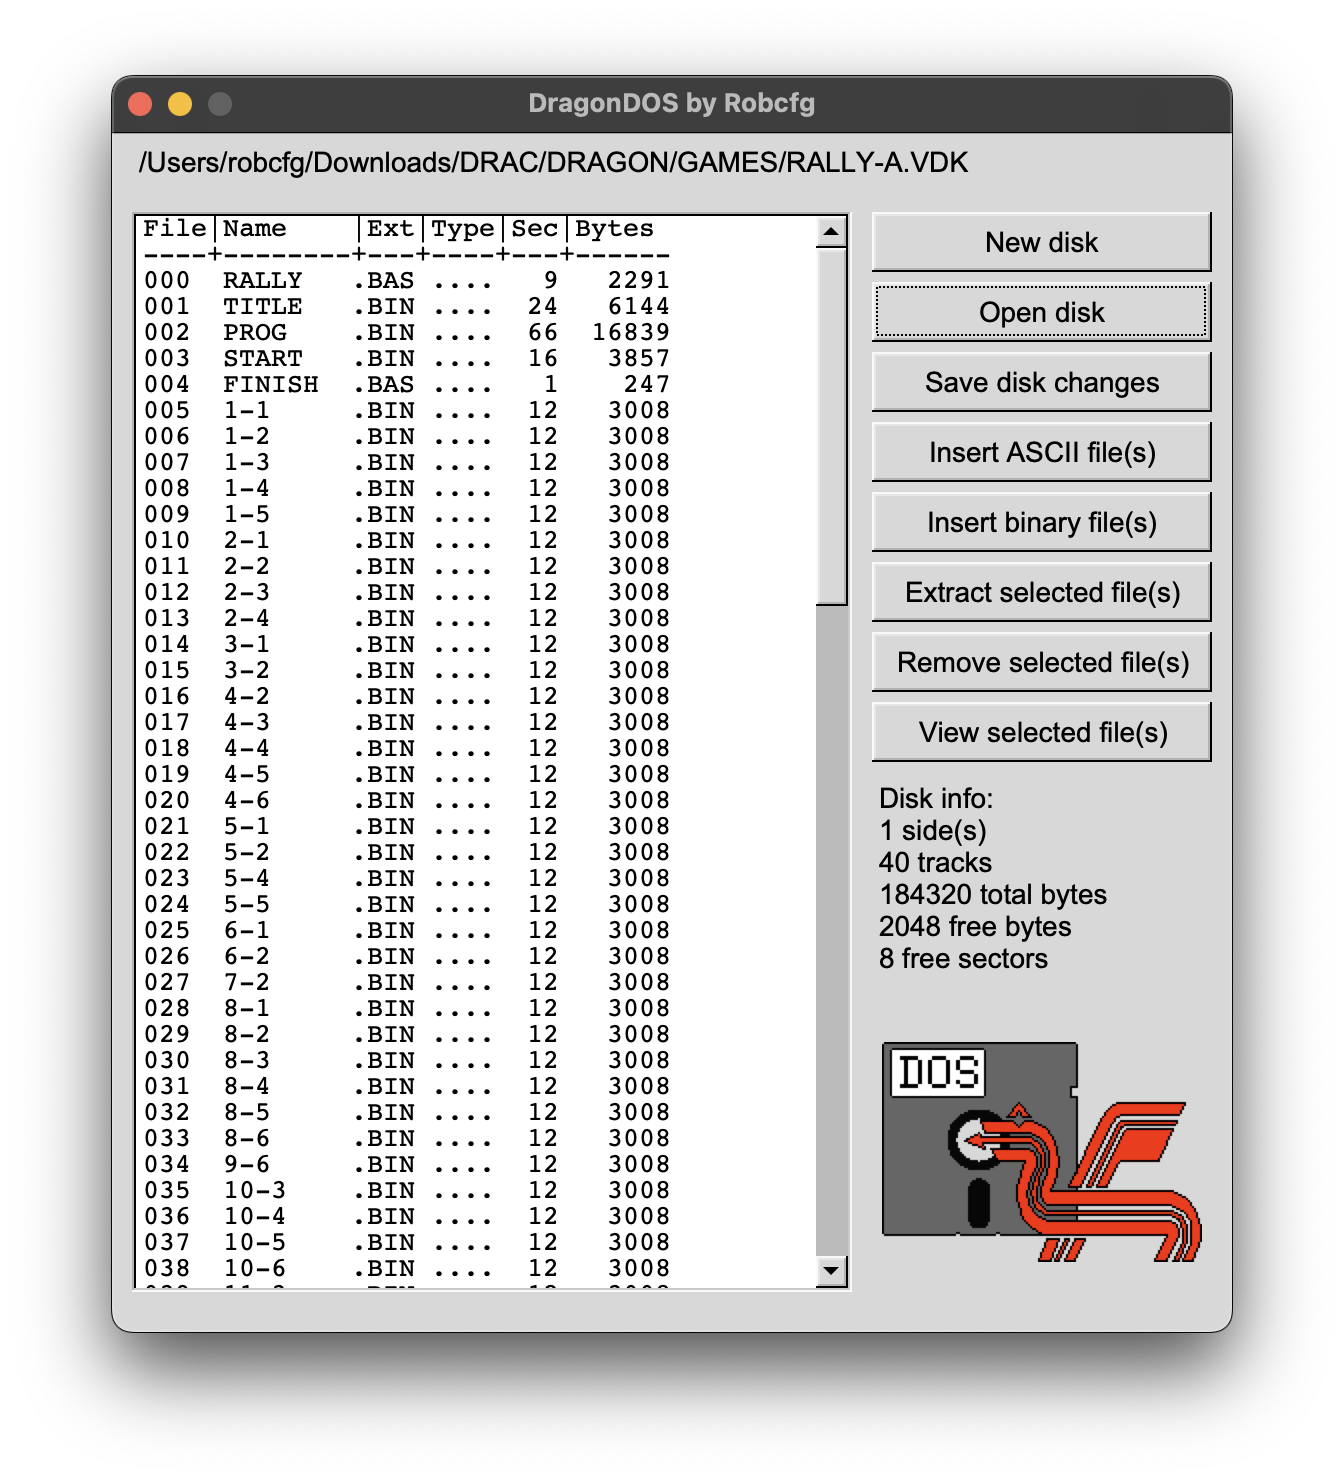 DragonDOS by Robcfg
/Users/robcfg/Downloads/DRAC/DRAGON/GAMES/RALLY-A.VDK
File|Name    |Ext|Type|Sec|Bytes
----+--------+---+----+---+------
000 RALLY .BAS .... 9 2291
001 TITLE .BIN .... 24 6144
002 PROG .BIN .... 66 16839
003 START .BIN .... 16 3857
004 FINISH .BAS .... 1 247
005 1-1 .BIN .... 12 3008
006 1-2 .BIN .... 12 3008
007 1-3 .BIN .... 12 3008
008 1-4 .BIN .... 12 3008
009 1-5 .BIN .... 12 3008
010 2-1 .BIN .... 12 3008
011 2-2 .BIN .... 12 3008
012 2-3 .BIN .... 12 3008
013 2-4 .BIN .... 12 3008
014 3-1 .BIN .... 12 3008
015 3-2 .BIN .... 12 3008
016 4-2 .BIN .... 12 3008
017 4-3 .BIN .... 12 3008
018 4-4 .BIN .... 12 3008
019 4-5 .BIN .... 12 3008
020 4-6 .BIN .... 12 3008
021 5-1 .BIN .... 12 3008
022 5-2 .BIN .... 12 3008
023 5-4 .BIN .... 12 3008
024 5-5 .BIN .... 12 3008
025 6-1 .BIN .... 12 3008
026 6-2 .BIN .... 12 3008
027 7-2 .BIN .... 12 3008
028 8-1 .BIN .... 12 3008
029 8-2 .BIN .... 12 3008
030 8-3 .BIN .... 12 3008
031 8-4 .BIN .... 12 3008
032 8-5 .BIN .... 12 3008
033 8-6 .BIN .... 12 3008
034 9-6 .BIN .... 12 3008
035 10-3 .BIN .... 12 3008
036 10-4 .BIN .... 12 3008
037 10-5 .BIN .... 12 3008
038 10-6 .BIN .... 12 3008
New disk
Open disk
Save disk changes
Insert ASCII file(s)
Insert binary file(s)
Extract selected file(s)
Remove selected file(s)
View selected file(s)
Disk info:
1 side(s)
40 tracks
184320 total bytes
2048 free bytes
8 free sectors
DOS